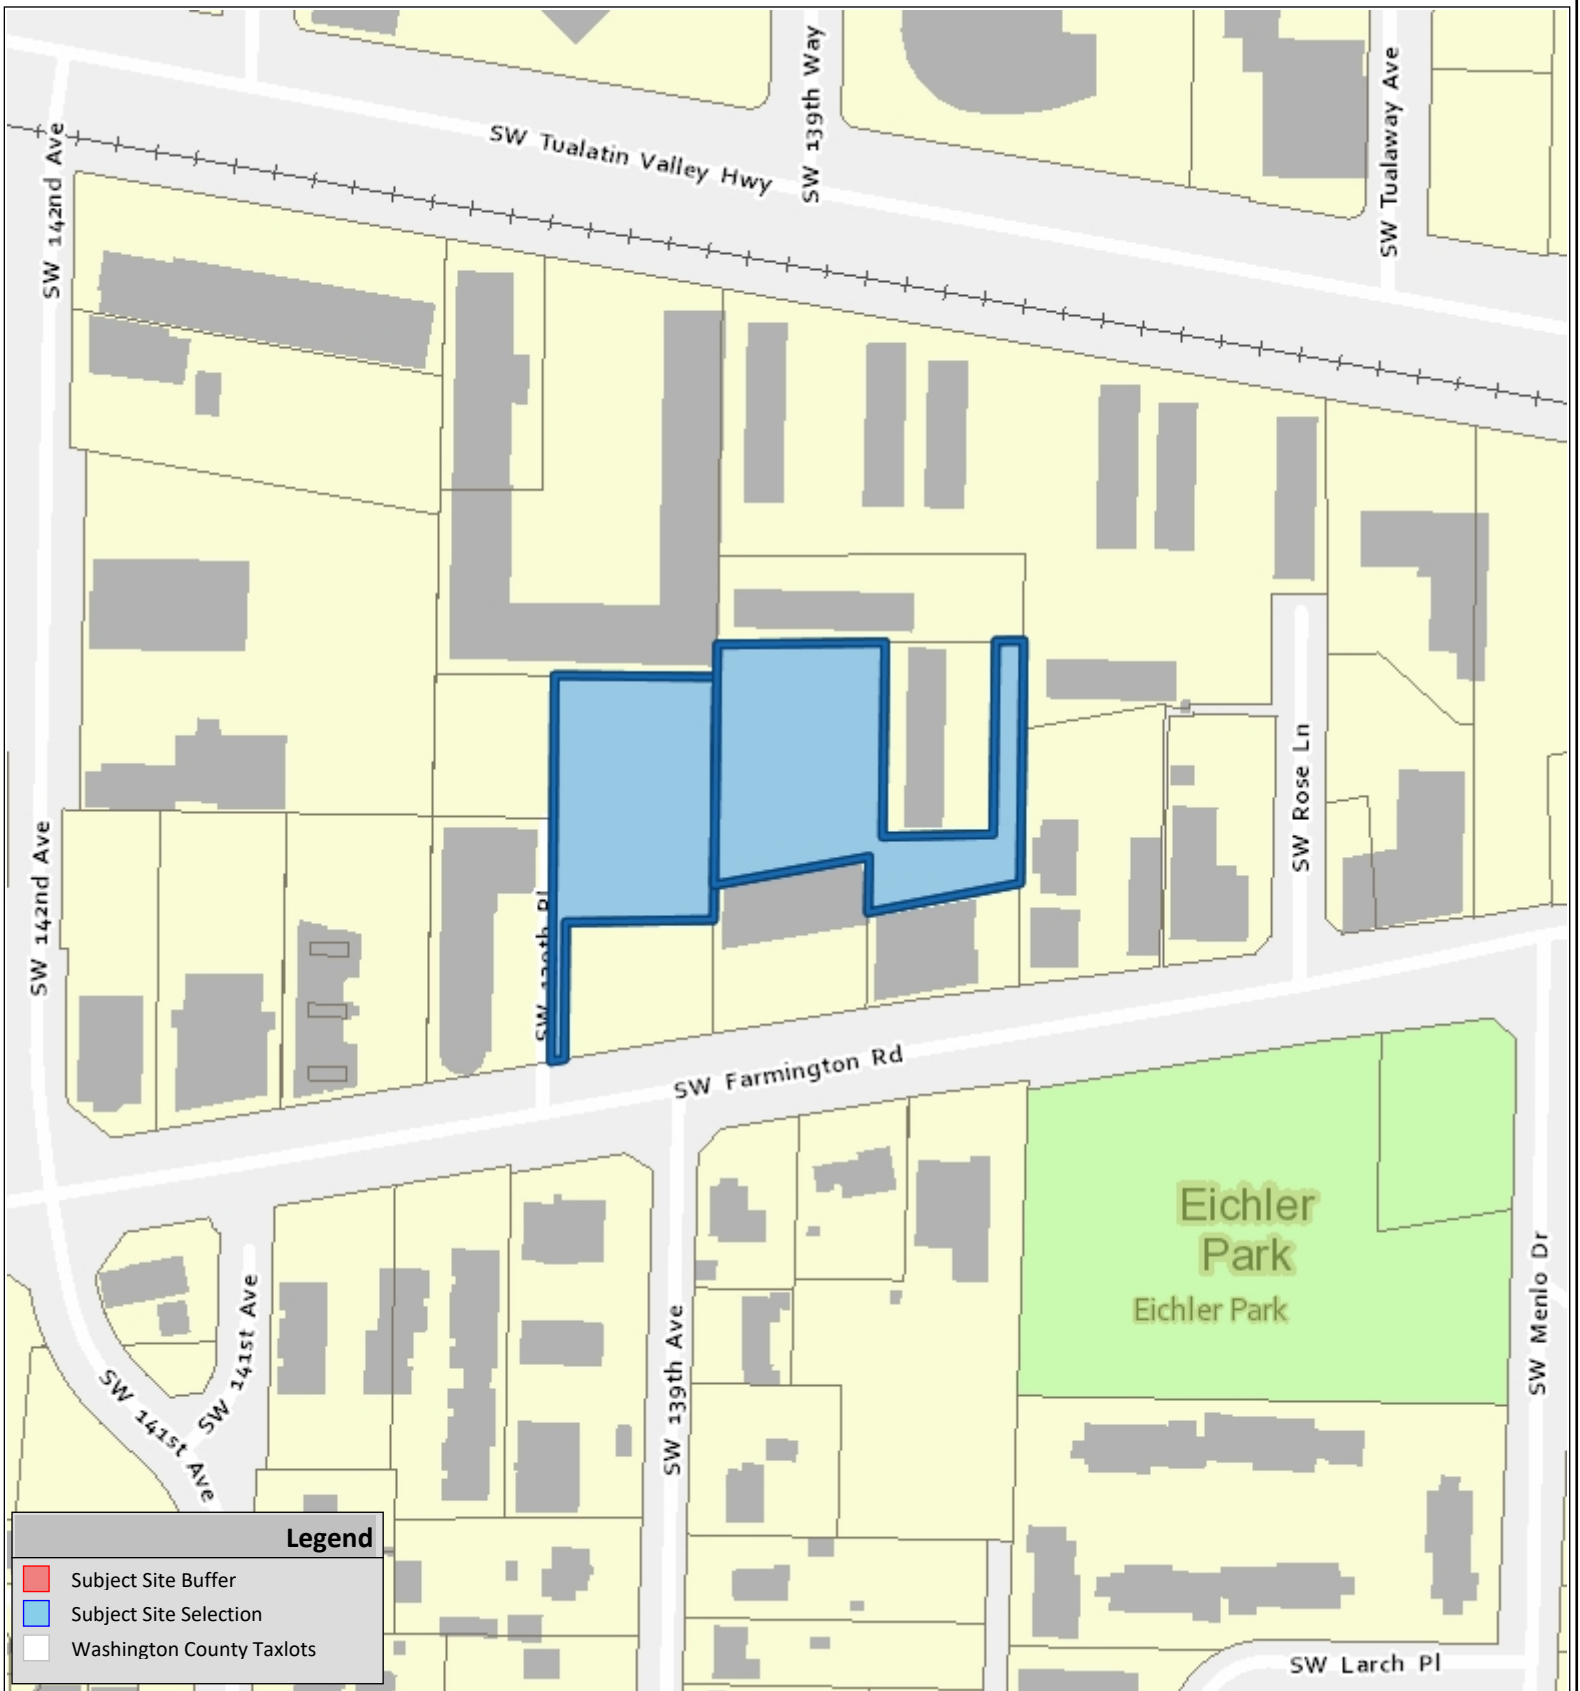 SW 139th Way
SW Tualaway Ave
SW Tualatin Valley Hwy
SW 142nd Ave
SW Rose Ln
SW 142nd Ave
SW
SW Farmington Rd
Eichler
Park
Eichler Park
SW Menlo Dr
SW 141st Ave
SW 139th Ave
SW 141st Ave
Legend
Subject Site Buffer
Subject Site Selection
Washington County Taxlots
SW Larch Pl